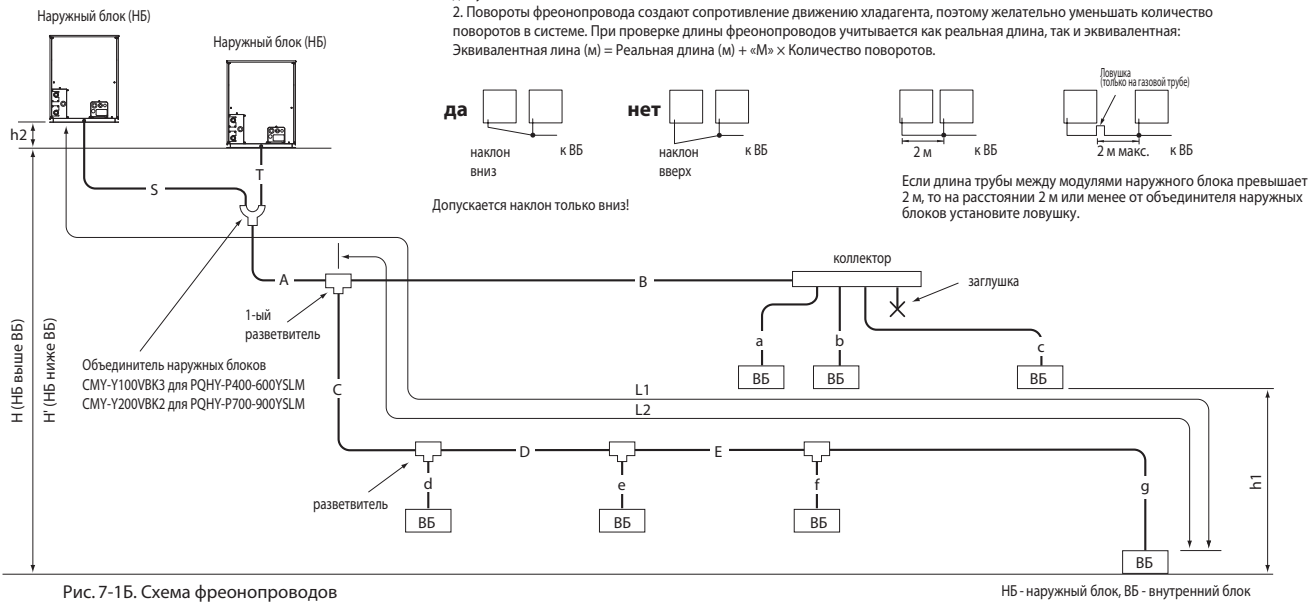 2. Повороты фреонопровода создают сопротивление движению хладагента, поэтому желательно уменьшать количество
поворотов в системе. При проверке длины фреонопроводов учитывается как реальная длина, так и эквивалентная:
Эквивалентная лина (м) = Реальная длина (м) + «М» × Количество поворотов.
Наружный блок (НБ)
Наружный блок (НБ)
да
наклон
вниз
к ВБ
нет
наклон
вверх
к ВБ
Допускается наклон только вниз!
2 м
к ВБ
Ловушка
(только на газовой трубе)
2 м макс.
к ВБ
Если длина трубы между модулями наружного блока превышает
2 м, то на расстоянии 2 м или менее от объединителя наружных
блоков установите ловушку.
h2
S
T
A
B
коллектор
заглушка
1-ый
разветвитель
a
b
c
ВБ
ВБ
ВБ
Объединитель наружных блоков
CMY-Y100VBK3 для PQHY-P400-600YSLM
CMY-Y200VBK2 для PQHY-P700-900YSLM
H (НБ выше ВБ)
H' (НБ ниже ВБ)
C
L1
L2
D
E
разветвитель
d
e
f
g
h1
ВБ
ВБ
ВБ
ВБ
Рис. 7-1Б. Схема фреонопроводов
НБ - наружный блок, ВБ - внутренний блок